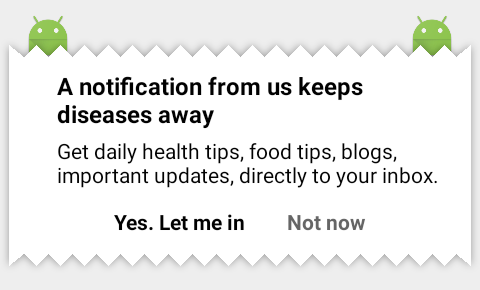 A notification from us keeps
diseases away
Get daily health tips, food tips, blogs,
important updates, directly to your inbox.
Yes. Let me in
Not now